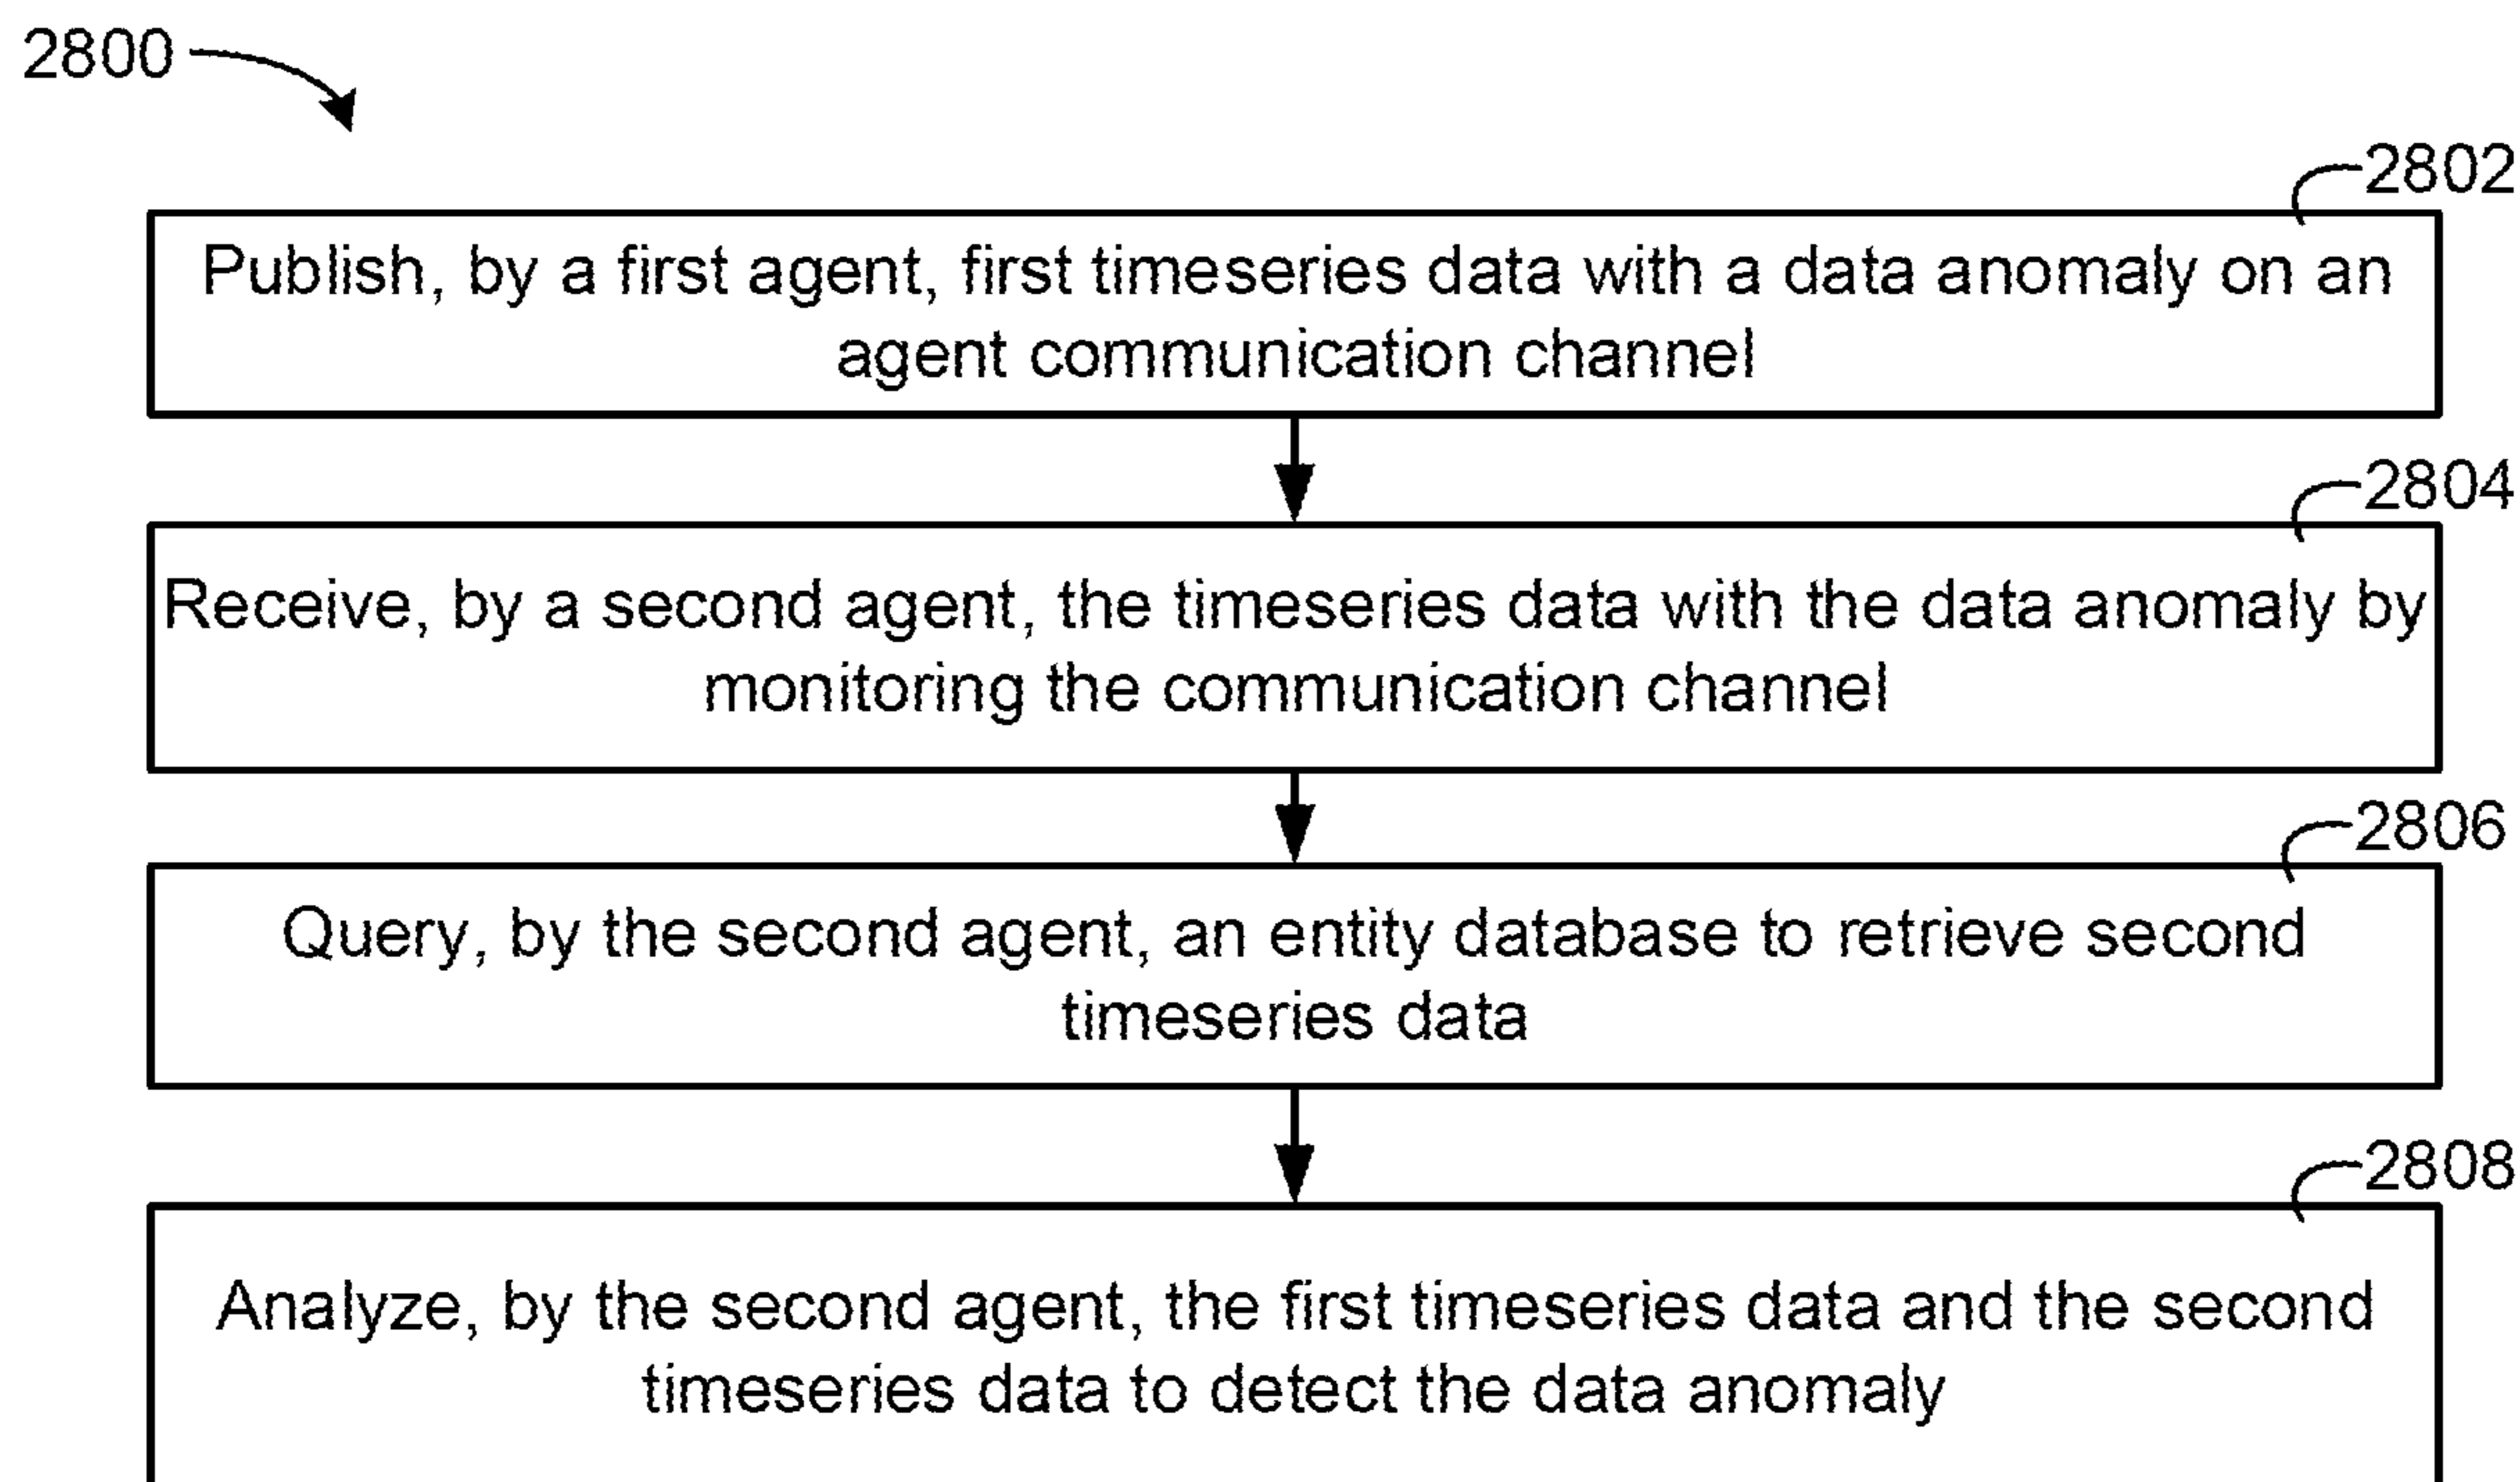 2800
2802
Publish, by a first agent, first timeseries data with a data anomaly on an
agent communication channel
2804
Receive, by a second agent, the timeseries data with the data anomaly by
monitoring the communication channel
2806
Query, by the second agent, an entity database to retrieve second
timeseries data
2808
Analyze, by the second agent, the first timeseries data and the second
timeseries data to detect the data anomaly